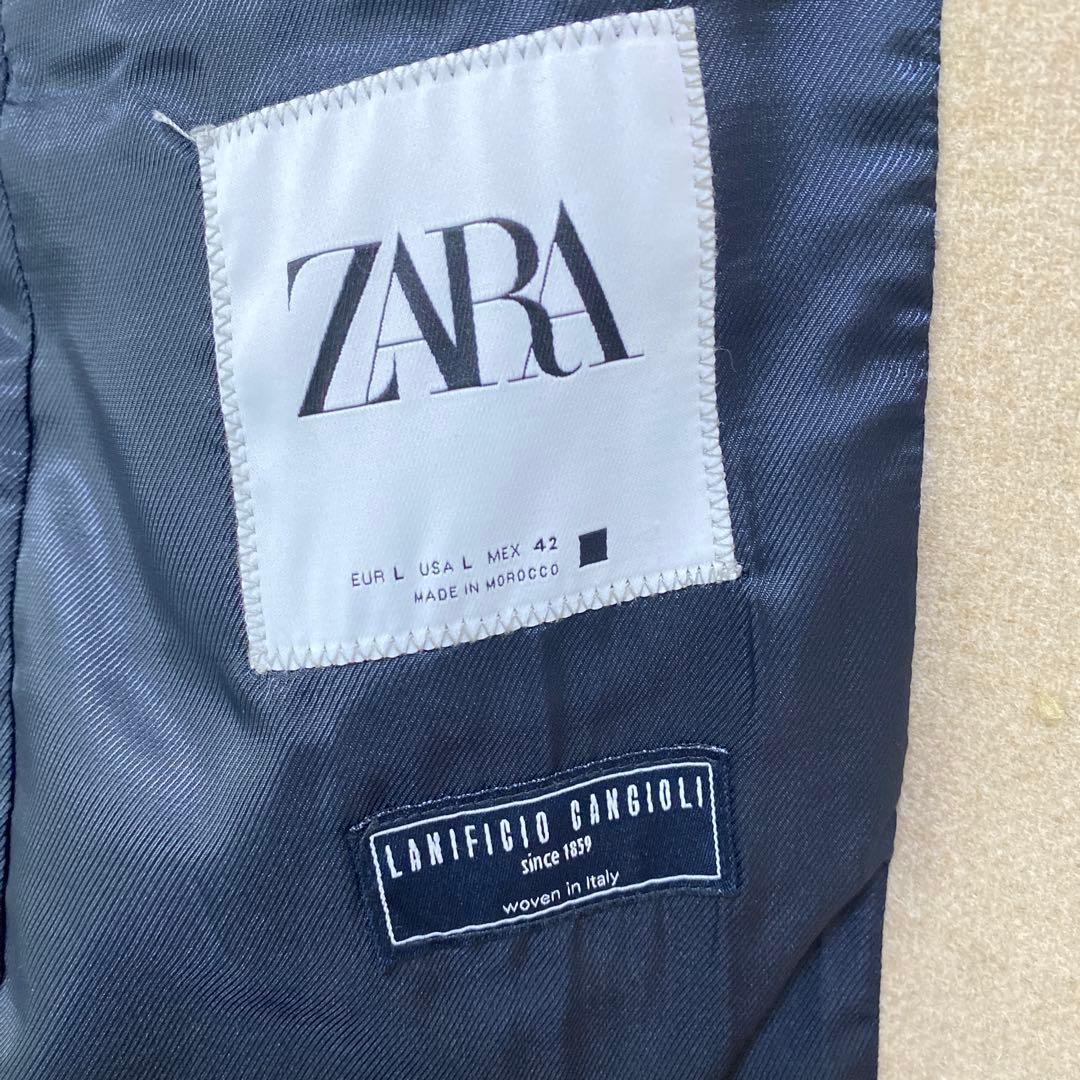 ZARA
EUR L USA L MEX 42
MADE IN MOROCCO
LANIFICIO CANGIOLI
since 1859
woven in Italy